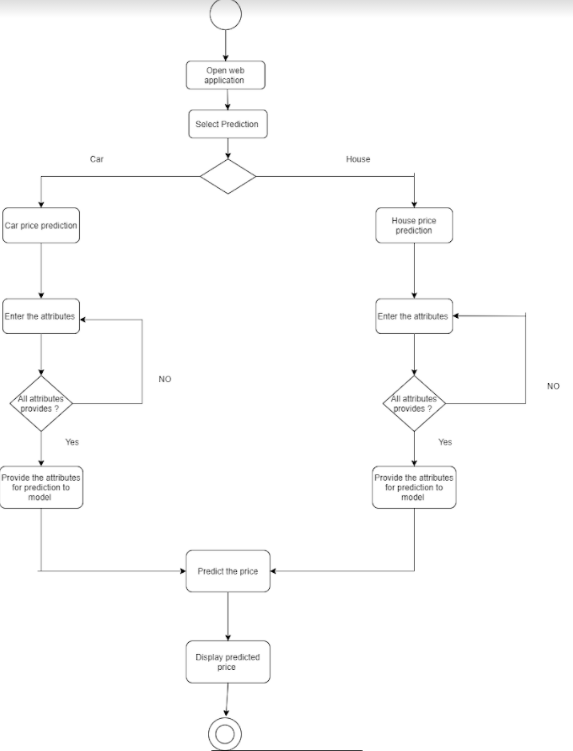 Open web
application
Select Prediction
Car
House
Car price prediction
House price
prediction
Enter the attributes
Enter the attributes
NO
NO
All attributes
provides ?
All attributes
provides ?
Yes
Yes
Provide the attributes
for prediction to
model
Provide the attributes
for prediction to
model
Predict the price
Display predicted
price